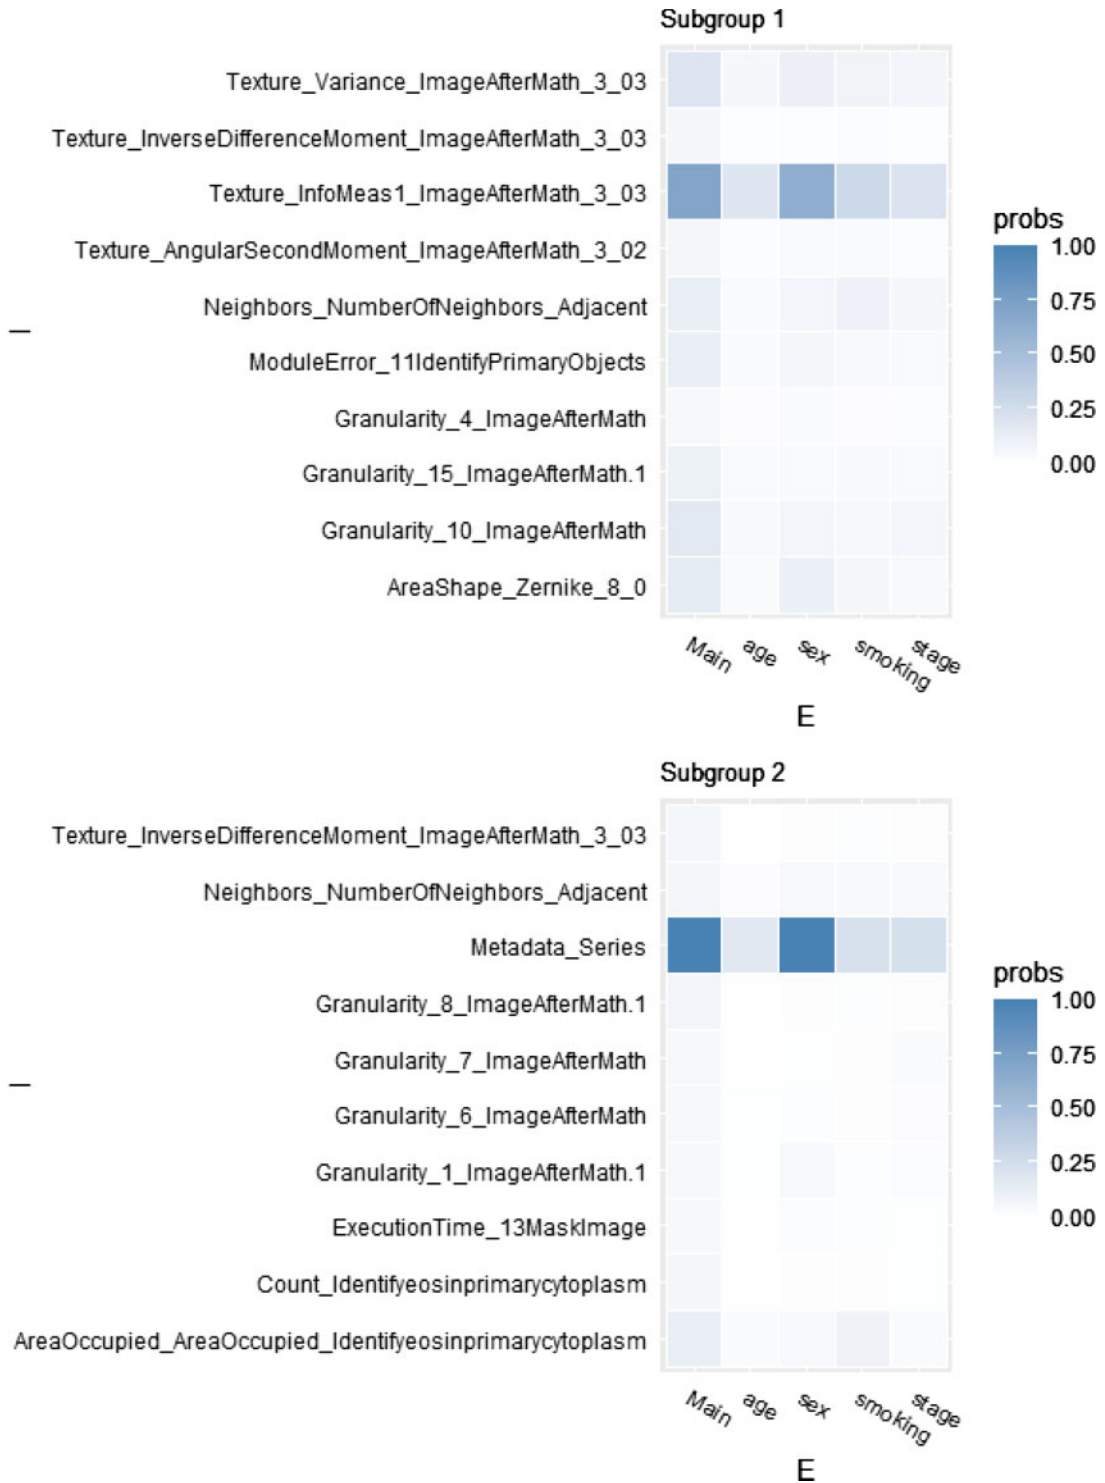 Subgroup 1
Texture_Variance_ImageAfterMath_3_03
Texture_InverseDifferenceMoment_ImageAfterMath_3_03
Texture_InfoMeas1_ImageAfterMath_3_03
Texture_AngularSecondMoment_ImageAfterMath_3_02
Neighbors_NumberOfNeighbors_Adjacent
ModuleError_11IdentifyPrimaryObjects
Granularity_4_ImageAfterMath
Granularity_15_ImageAfterMath.1
Granularity_10_ImageAfterMath
AreaShape_Zernike_8_0
I
Main age sex smoking stage
E
probs
1.00
0.75
0.50
0.25
0.00
Subgroup 2
Texture_InverseDifferenceMoment_ImageAfterMath_3_03
Neighbors_NumberOfNeighbors_Adjacent
Metadata_Series
Granularity_8_ImageAfterMath.1
Granularity_7_ImageAfterMath
Granularity_6_ImageAfterMath
Granularity_1_ImageAfterMath.1
ExecutionTime_13MaskImage
Count_Identifyeosinprimarycytoplasm
AreaOccupied_AreaOccupied_Identifyeosinprimarycytoplasm
I
Main age sex smoking stage
E
probs
1.00
0.75
0.50
0.25
0.00